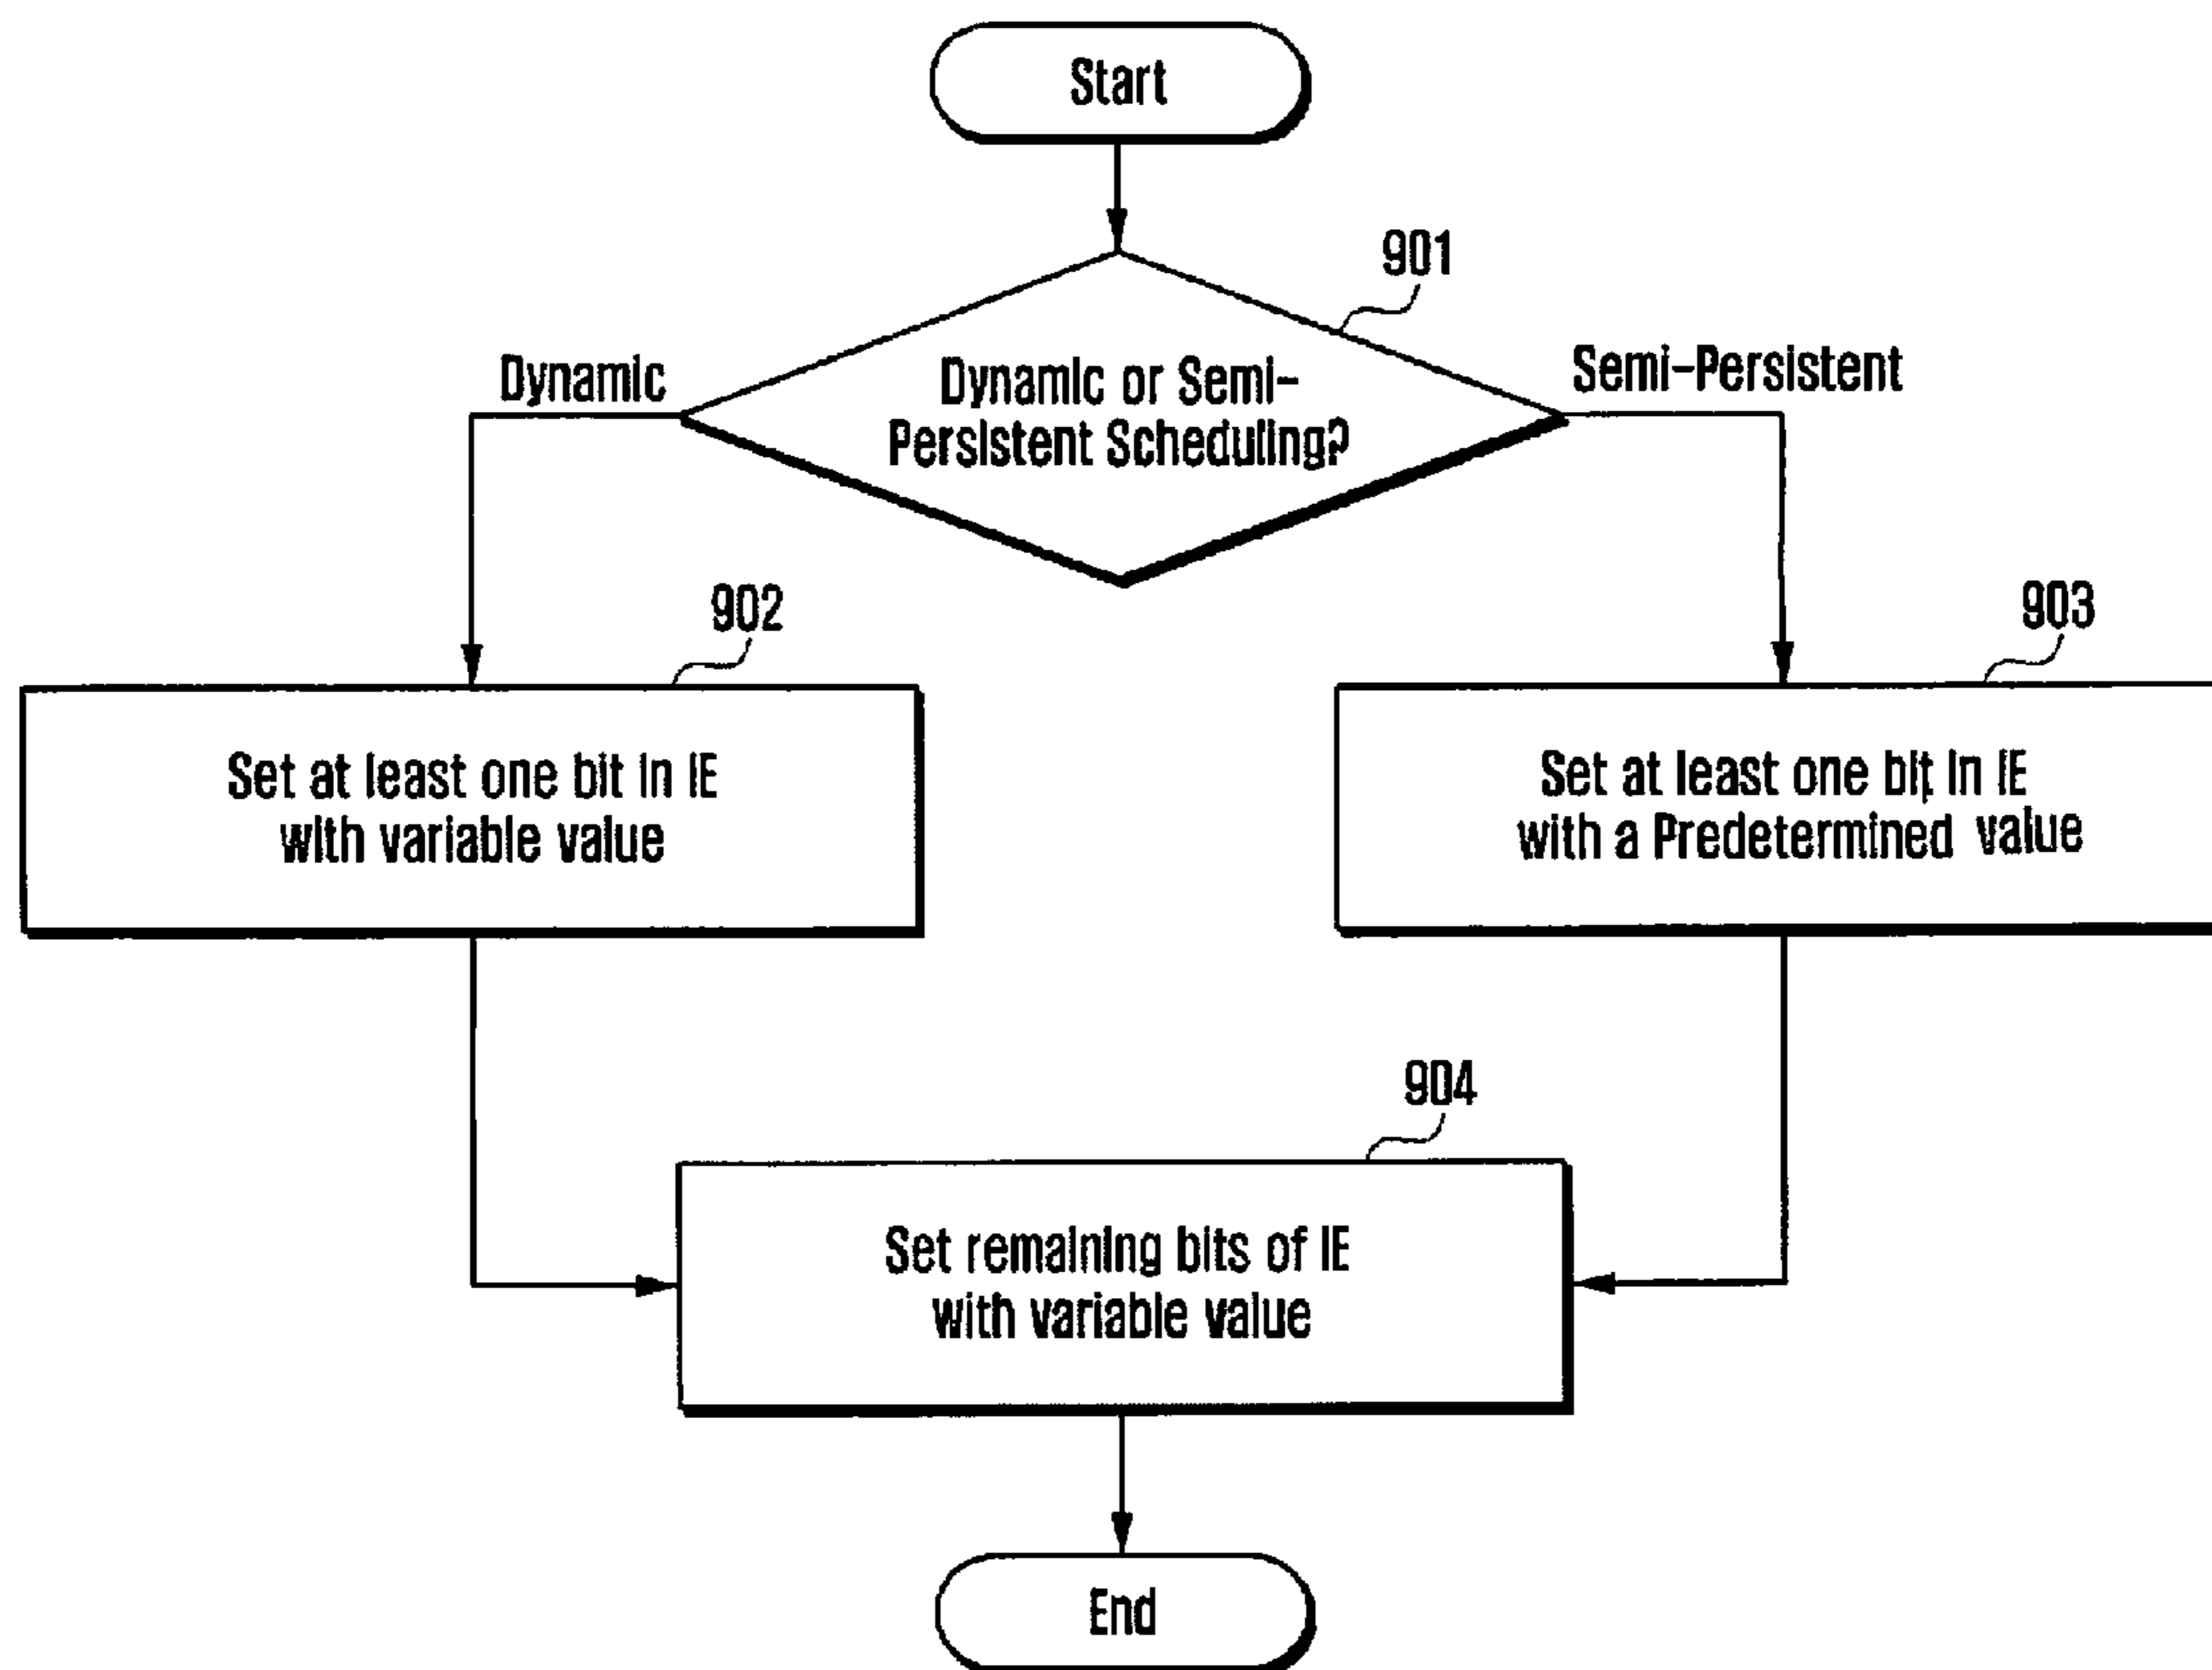 Start
901
Dynamic
Dynamic or Semi-
Persistent Scheduling?
Semi-Persistent
902
903
Set at least one bit in IE
with variable value
Set at least one bit in IE
with a Predetermined value
904
Set remaining bits of IE
with variable value
End